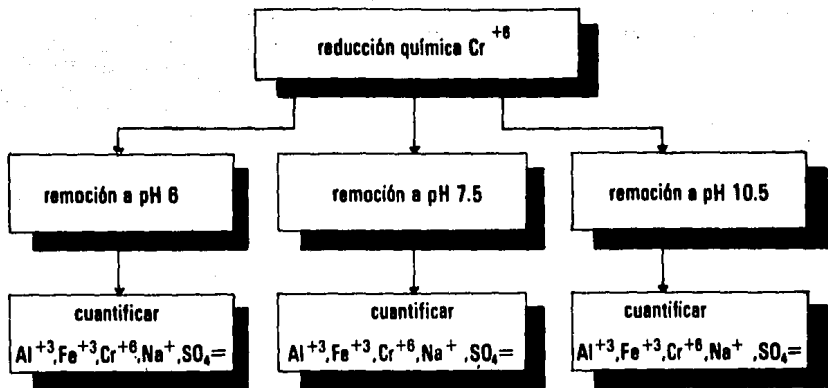 reducción química Cr⁺⁶
remoción a pH 6
remoción a pH 7.5
remoción a pH 10.5
cuantificar
Al⁺³,Fe⁺³,Cr⁺⁶,Na⁺,SO₄=
cuantificar
Al⁺³,Fe⁺³,Cr⁺⁶,Na⁺ ,SO₄=
cuantificar
Al⁺³,Fe⁺³,Cr⁺⁶,Na⁺ ,SO₄=